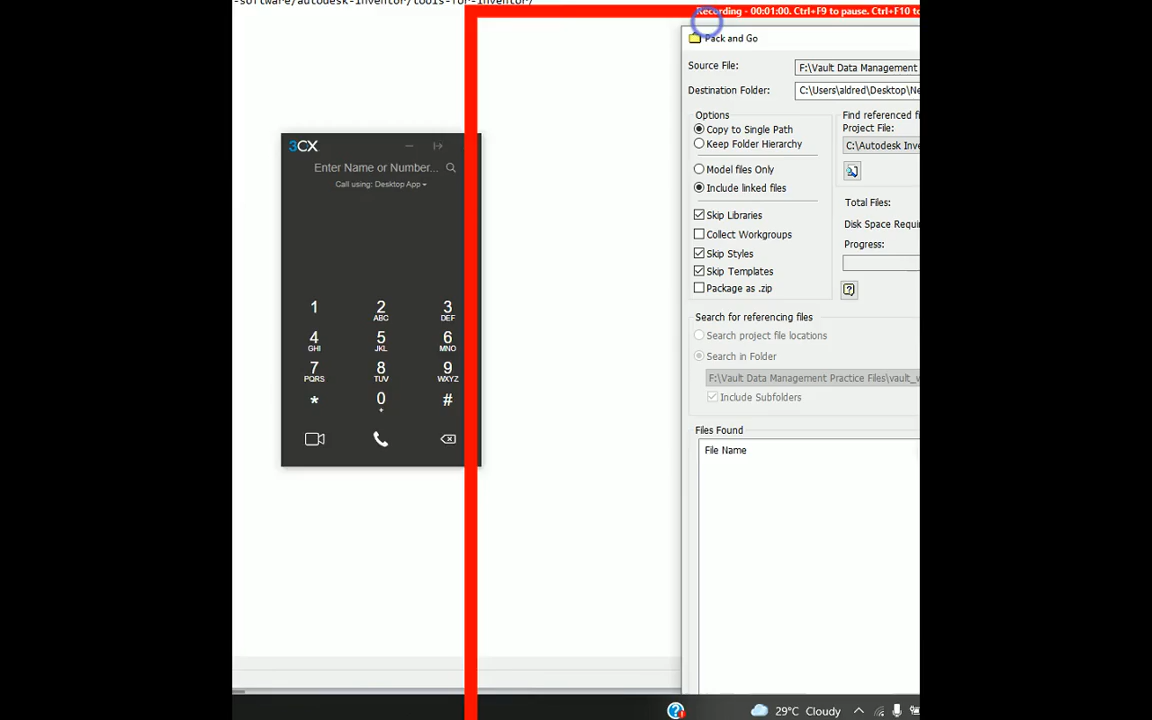 -software/autodesk-inventor/tools-for-inventor/
Recording - 00:01:00. Ctrl+F9 to pause. Ctrl+F10 to
Pack and Go
Source File:
F:\Vault Data Management
Destination Folder:
C:\Users\aldred\Desktop\Ne
Options
Copy to Single Path
Keep Folder Hierarchy
Model files Only
Include linked files
Skip Libraries
Collect Workgroups
Skip Styles
Skip Templates
Package as .zip
Find referenced fi
Project File:
C:\Autodesk Inve
Total Files:
Disk Space Requi
Progress:
Search for referencing files
Search project file locations
Search in Folder
F:\Vault Data Management Practice Files\vault_w
Include Subfolders
Files Found
File Name
3CX
Enter Name or Number...
Call using: Desktop App
1
2 ABC
3 DEF
4 GHI
5 JKL
6 MNO
7 PQRS
8 TUV
9 WXYZ
*
0 +
#
29°C Cloudy